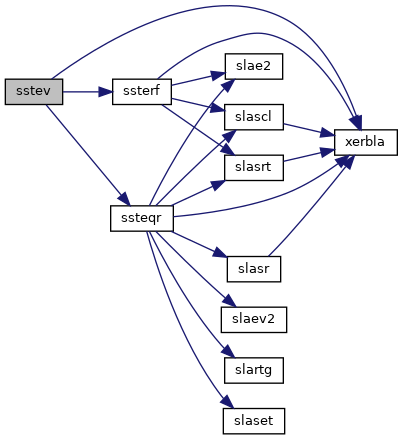 sstev
ssterf
slae2
slascl
xerbla
slasrt
ssteqr
slasr
slaev2
slartg
slaset